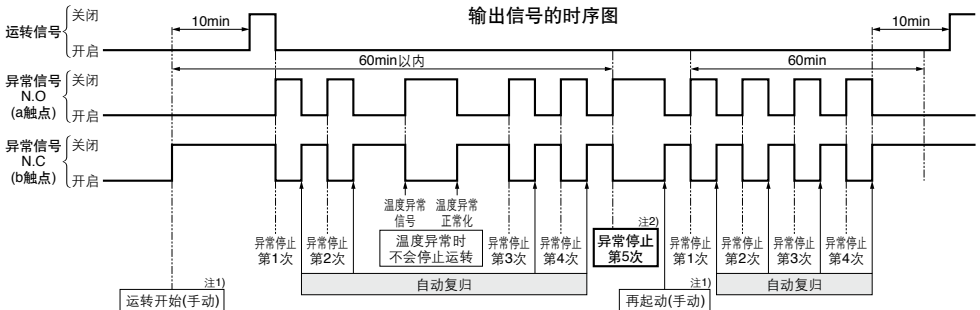 输出信号的时序图
运转信号
关闭
开启
10min
10min
60min以内
60min
异常信号
N.O
(a触点)
关闭
开启
异常信号
N.C
(b触点)
关闭
开启
温度异常
信号
温度异常
正常化
温度异常时
不会停止运转
异常停止
第1次
异常停止
第2次
异常停止
第3次
异常停止
第4次
注2)
异常停止
第5次
异常停止
第1次
异常停止
第2次
异常停止
第3次
异常停止
第4次
自动复归
自动复归
注1)
运转开始(手动)
注1)
再起动(手动)